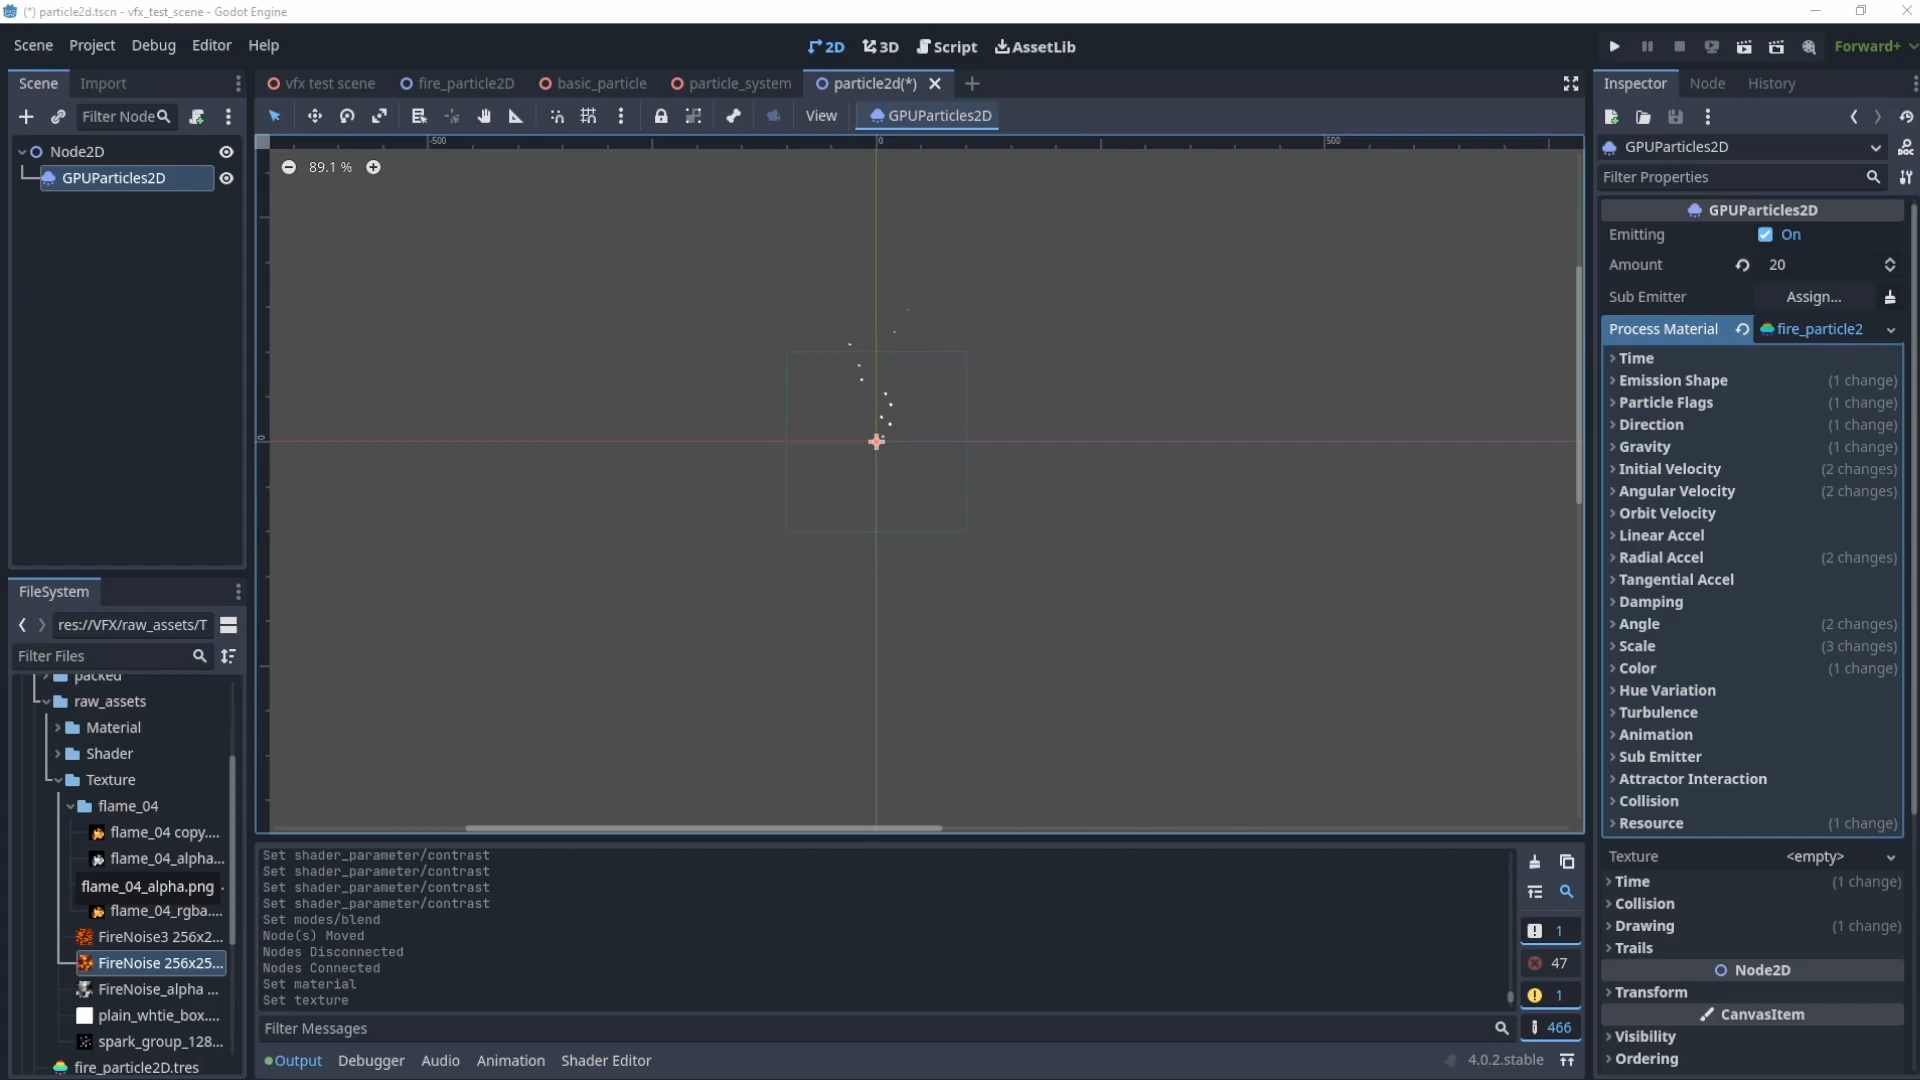 (*) particle2d.tscn - vfx_test_scene - Godot Engine
Scene Project Debug Editor Help
2D 3D Script AssetLib
Forward+
Scene Import
vfx test scene fire_particle2D basic_particle particle_system particle2d(*)
Inspector Node History
Filter Node
View GPUParticles2D
-500 0 500
89.1 %
0
Node2D
GPUParticles2D
GPUParticles2D
DOC
Filter Properties
GPUParticles2D
Emitting On
Amount 20
Sub Emitter Assign...
Process Material fire_particle2
Time
Emission Shape (1 change)
Particle Flags (1 change)
Direction (1 change)
Gravity (1 change)
Initial Velocity (2 changes)
Angular Velocity (2 changes)
Orbit Velocity
Linear Accel
Radial Accel (2 changes)
Tangential Accel
Damping
Angle (2 changes)
Scale (3 changes)
Color (1 change)
Hue Variation
Turbulence
Animation
Sub Emitter
Attractor Interaction
Collision
Resource (1 change)
Texture <empty>
Time (1 change)
Collision
Drawing (1 change)
Trails
Node2D
Transform
CanvasItem
Visibility
Ordering
FileSystem
res://VFX/raw_assets/T
Filter Files
packed
raw_assets
Material
Shader
Texture
flame_04
flame_04 copy....
flame_04_alpha...
flame_04_alpha.png
flame_04_rgba....
FireNoise3 256x2...
FireNoise 256x25...
FireNoise_alpha ...
plain_whtie_box....
spark_group_128...
fire_particle2D.tres
Set shader_parameter/contrast
Set shader_parameter/contrast
Set shader_parameter/contrast
Set shader_parameter/contrast
Set modes/blend
Node(s) Moved
Nodes Disconnected
Nodes Connected
Set material
Set texture
1
47
1
466
Filter Messages
Output Debugger Audio Animation Shader Editor
4.0.2.stable